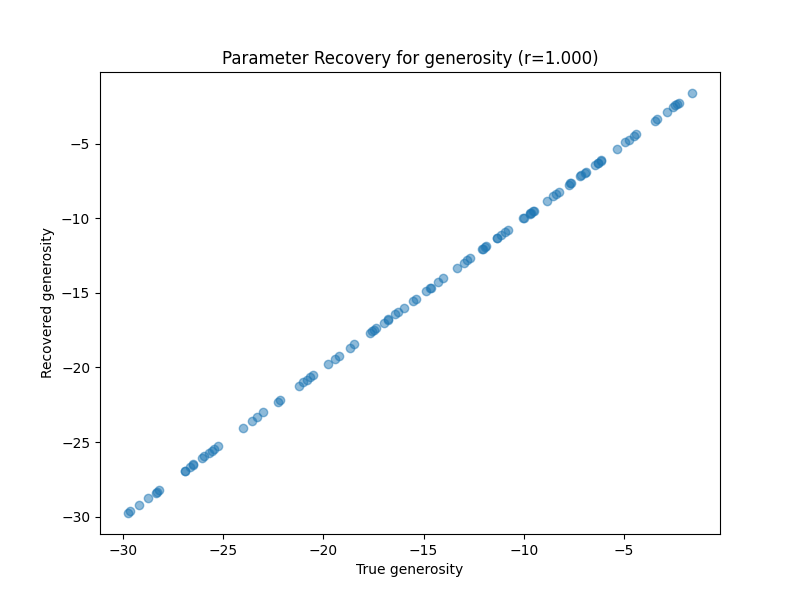 Parameter Recovery for generosity (r=1.000)
Recovered generosity
−5
−10
−15
−20
−25
−30
−30 −25 −20 −15 −10 −5
True generosity